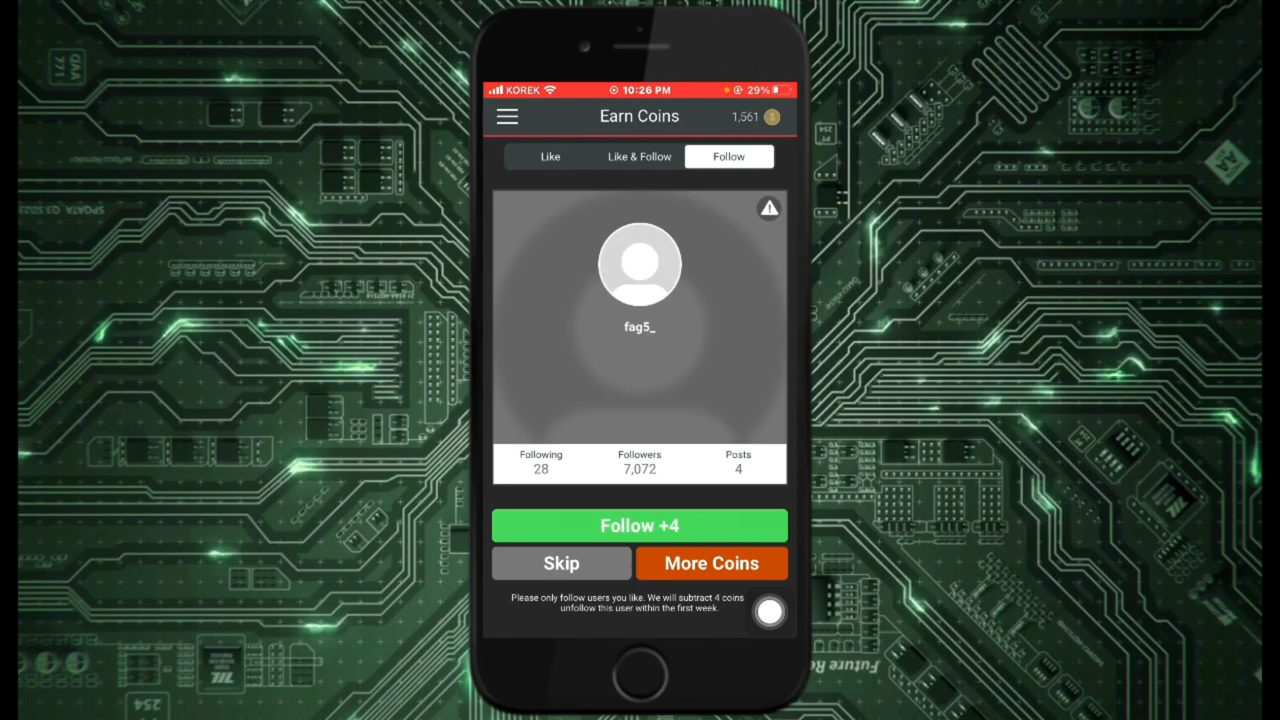 KOREK
10:26 PM
29%
Earn Coins
1,561
Like
Like & Follow
Follow
fag5_
Following
Followers
Posts
28
7,072
4
Follow +4
Skip
More Coins
Please only follow users you like. We will subtract 4 coins
unfollow this user within the first week.
254